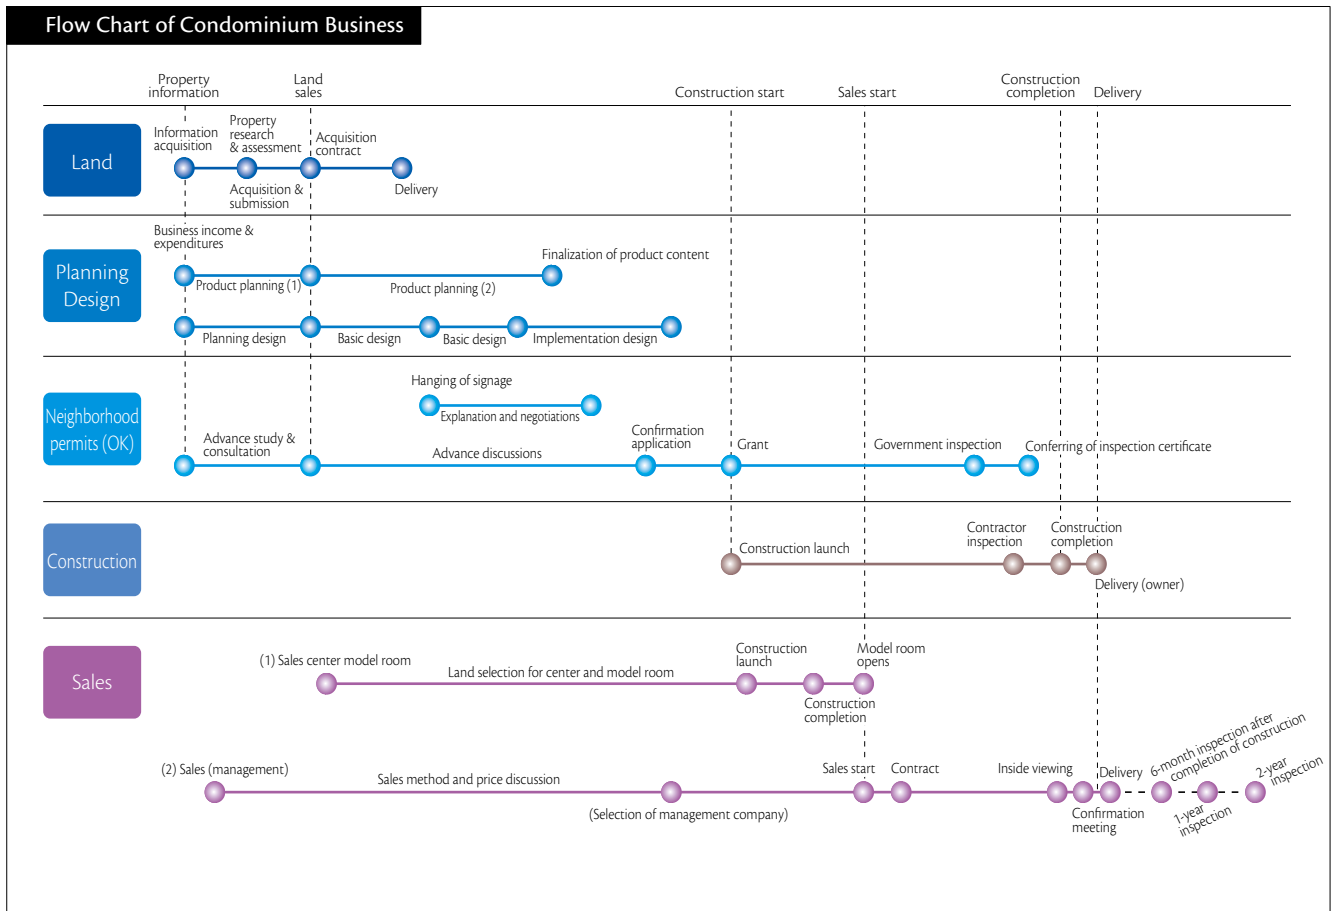 Flow Chart of Condominium Business
Property
information
Land
sales
Construction start
Sales start
Construction
completion
Delivery
Land
Information
acquisition
Property
research
& assessment
Acquisition
contract
Acquisition &
submission
Delivery
Planning
Design
Business income &
expenditures
Finalization of product content
Product planning (1)
Product planning (2)
Planning design
Basic design
Basic design
Implementation design
Neighborhood
permits (OK)
Hanging of signage
Explanation and negotiations
Advance study &
consultation
Advance discussions
Confirmation
application
Grant
Government inspection
Conferring of inspection certificate
Construction
Construction launch
Contractor
inspection
Construction
completion
Delivery (owner)
Sales
(1) Sales center model room
Land selection for center and model room
Construction
launch
Construction
completion
Model room
opens
(2) Sales (management)
Sales method and price discussion
(Selection of management company)
Sales start
Contract
Inside viewing
Confirmation
meeting
Delivery
6-month inspection after
completion of construction
1-year
inspection
2-year
inspection